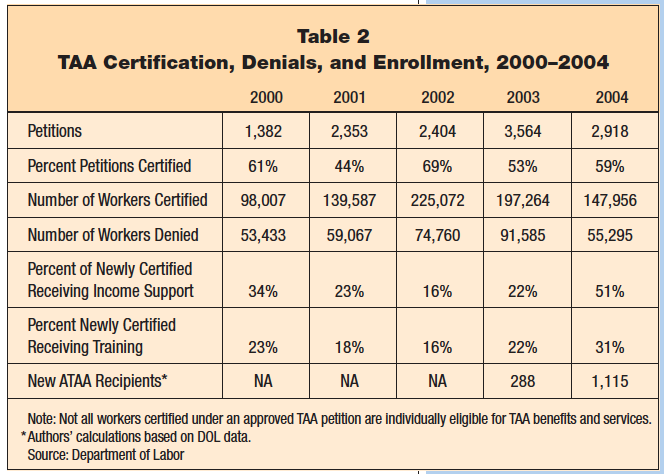 Table 2
TAA Certification, Denials, and Enrollment, 2000–2004
2000 2001 2002 2003 2004
Petitions 1,382 2,353 2,404 3,564 2,918
Percent Petitions Certified 61% 44% 69% 53% 59%
Number of Workers Certified 98,007 139,587 225,072 197,264 147,956
Number of Workers Denied 53,433 59,067 74,760 91,585 55,295
Percent of Newly Certified
Receiving Income Support 34% 23% 16% 22% 51%
Percent Newly Certified
Receiving Training 23% 18% 16% 22% 31%
New ATAA Recipients* NA NA NA 288 1,115
Note: Not all workers certified under an approved TAA petition are individually eligible for TAA benefits and services.
*Authors’ calculations based on DOL data.
Source: Department of Labor